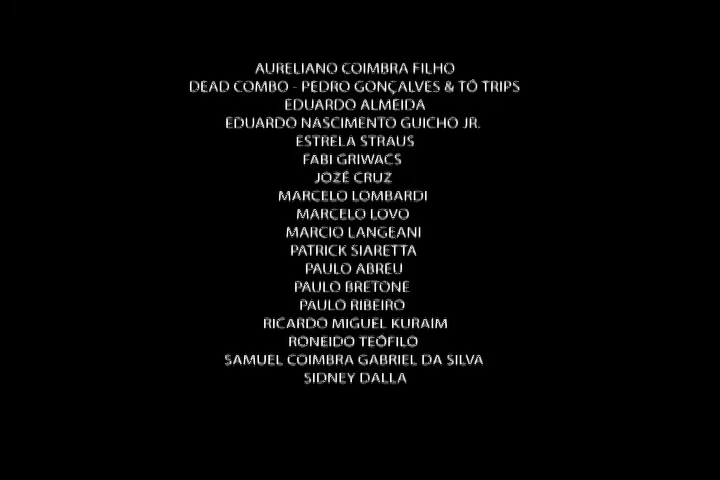 AURELIANO COIMBRA FILHO
DEAD COMBO - PEDRO GONÇALVES & TÓ TRIPS
EDUARDO ALMEIDA
EDUARDO NASCIMENTO GUICHO JR.
ESTRELA STRAUS
FABI GRIWACS
JOZÉ CRUZ
MARCELO LOMBARDI
MARCELO LOVO
MARCIO LANGEANI
PATRICK SIARETTA
PAULO ABREU
PAULO BRETONE
PAULO RIBEIRO
RICARDO MIGUEL KURAIM
RONEIDO TEÓFILO
SAMUEL COIMBRA GABRIEL DA SILVA
SIDNEY DALLA